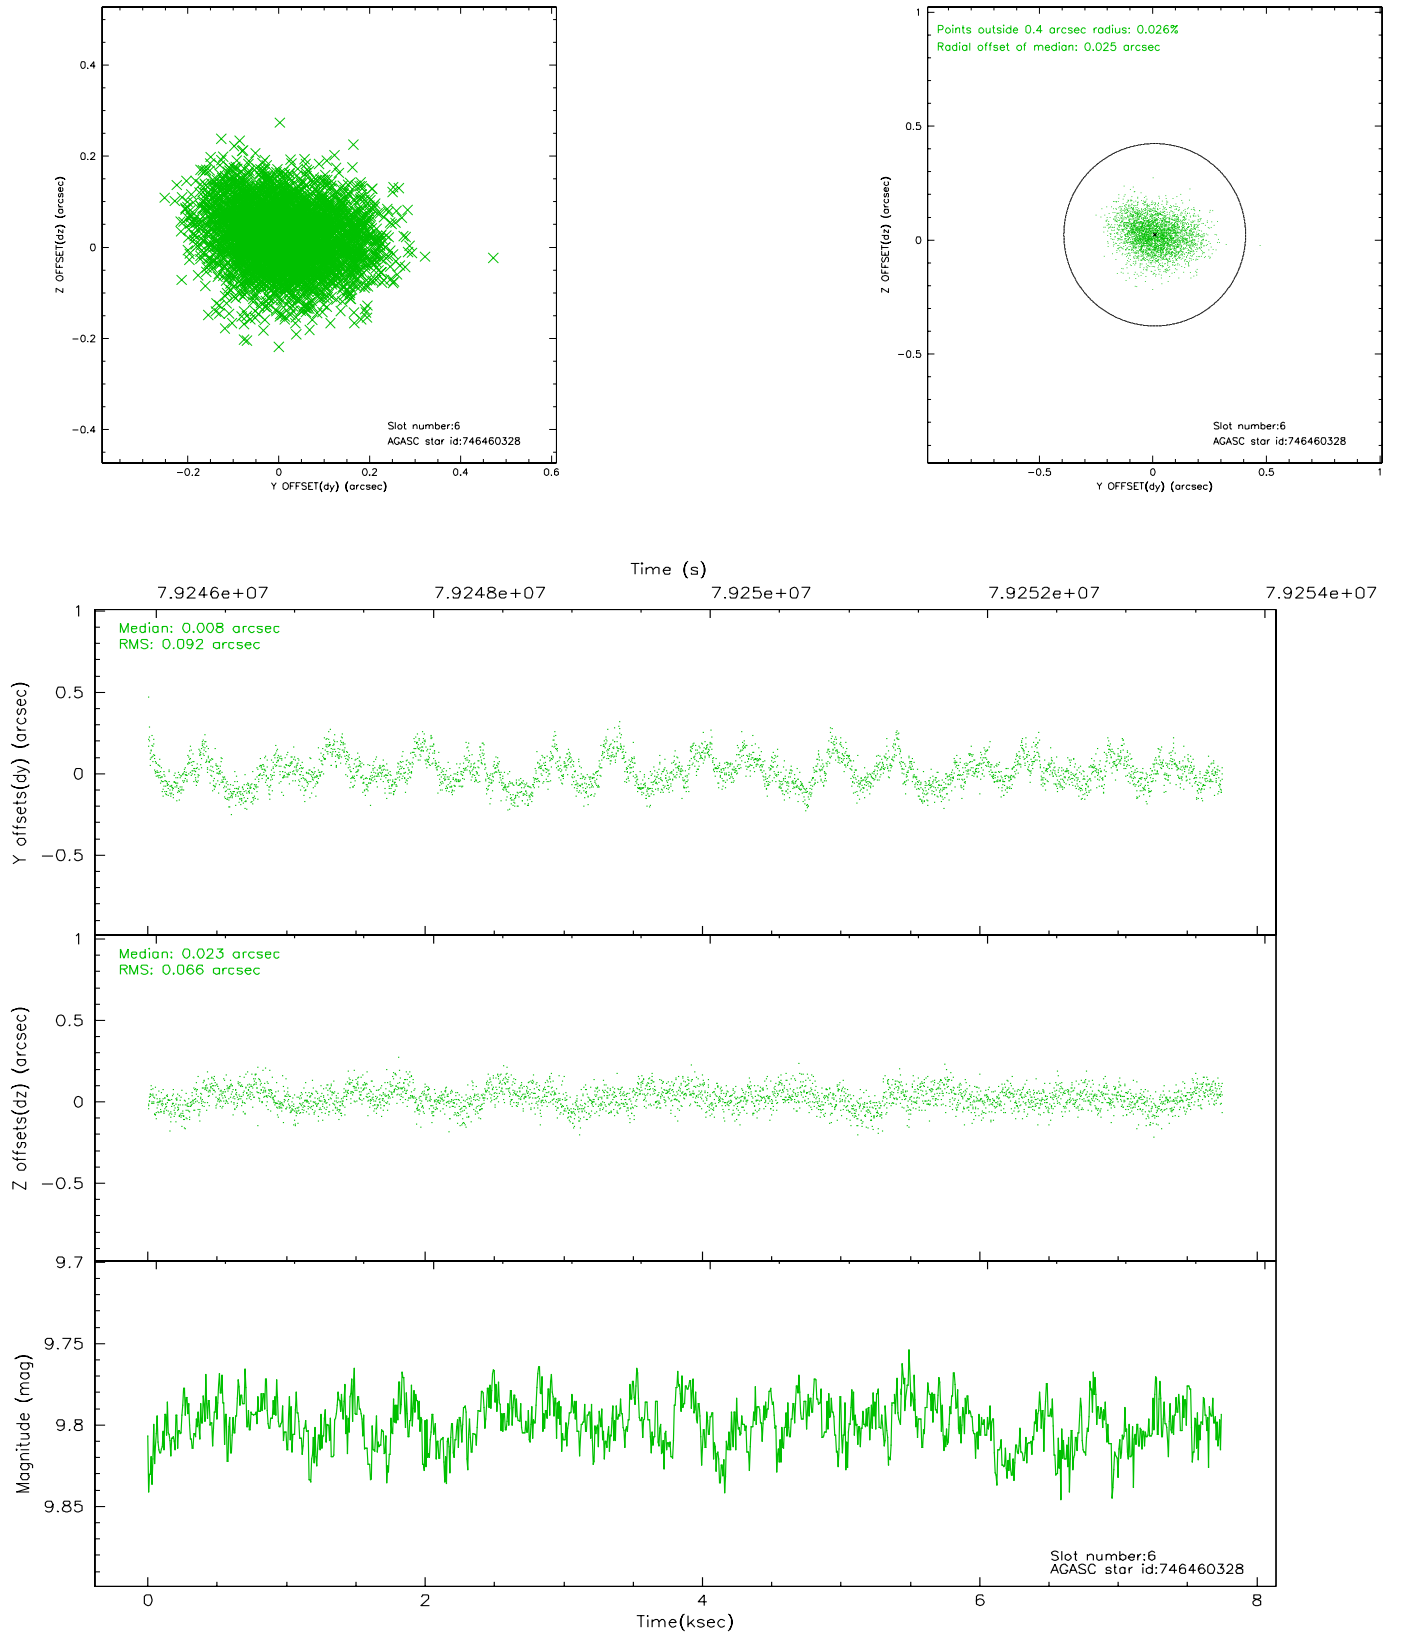 0.4
0.2
0
−0.2
−0.4
Z OFFSET(dz) (arcsec)
Slot number:6
AGASC star id:746460328
−0.2 0 0.2 0.4 0.6
Y OFFSET(dy) (arcsec)
Points outside 0.4 arcsec radius: 0.026%
Radial offset of median: 0.025 arcsec
1
0.5
0
−0.5
Z OFFSET(dz) (arcsec)
Slot number:6
AGASC star id:746460328
−0.5 0 0.5 1
Y OFFSET(dy) (arcsec)
Time (s)
7.9246e+07 7.9248e+07 7.925e+07 7.9252e+07 7.9254e+07
Median: 0.008 arcsec
RMS: 0.092 arcsec
1
0.5
0
−0.5
Y offsets(dy) (arcsec)
Median: 0.023 arcsec
RMS: 0.066 arcsec
1
0.5
0
−0.5
Z offsets(dz) (arcsec)
9.7
9.75
9.8
9.85
Magnitude (mag)
Slot number:6
AGASC star id:746460328
0 2 4 6 8
Time(ksec)